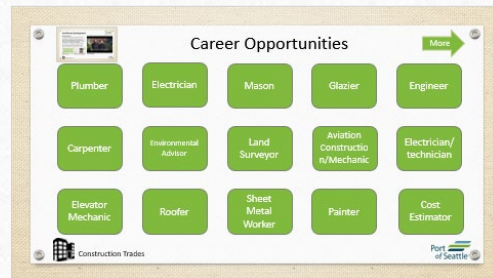 Career Opportunities
More
Plumber
Electrician
Mason
Glazier
Engineer
Carpenter
Environmental
Advisor
Land
Surveyor
Aviation
Constructio
n/Mechanic
Electrician/
technician
Elevator
Mechanic
Roofer
Sheet
Metal
Worker
Painter
Cost
Estimator
Construction Trades
Port
of Seattle